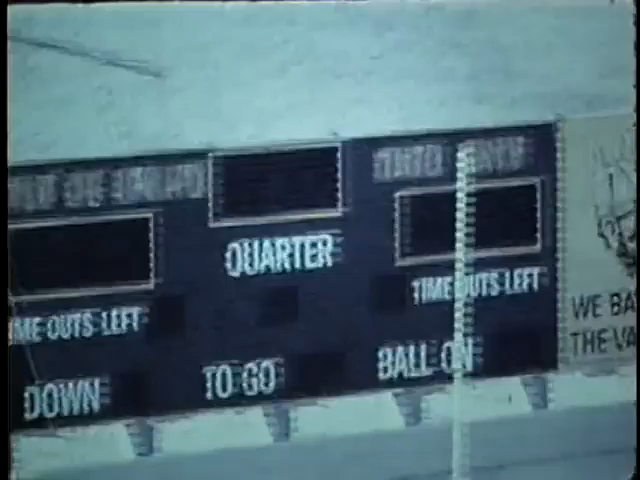 QUARTER
TIME OUTS LEFT
IME OUTS LEFT
WE BA
THE VA
BALL ON
TO GO
DOWN